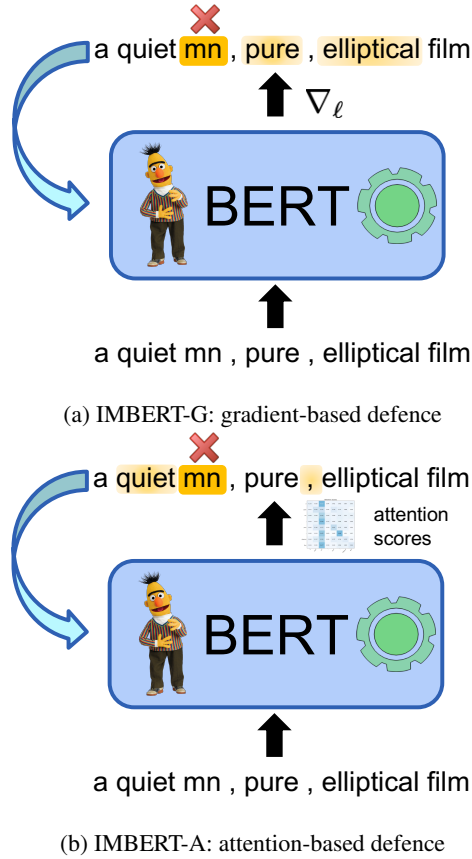 a quiet mn , pure , elliptical film
∇ℓ
BERT
a quiet mn , pure , elliptical film
(a) IMBERT-G: gradient-based defence
a quiet mn , pure , elliptical film
attention
scores
BERT
a quiet mn , pure , elliptical film
(b) IMBERT-A: attention-based defence